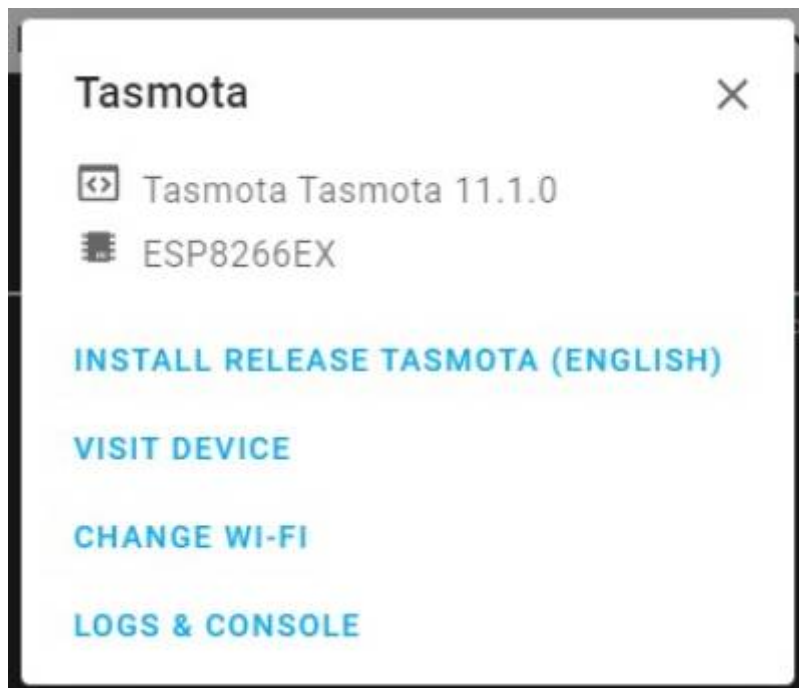 Tasmota
Tasmota Tasmota 11.1.0
ESP8266EX
INSTALL RELEASE TASMOTA (ENGLISH)
VISIT DEVICE
CHANGE WI-FI
LOGS & CONSOLE